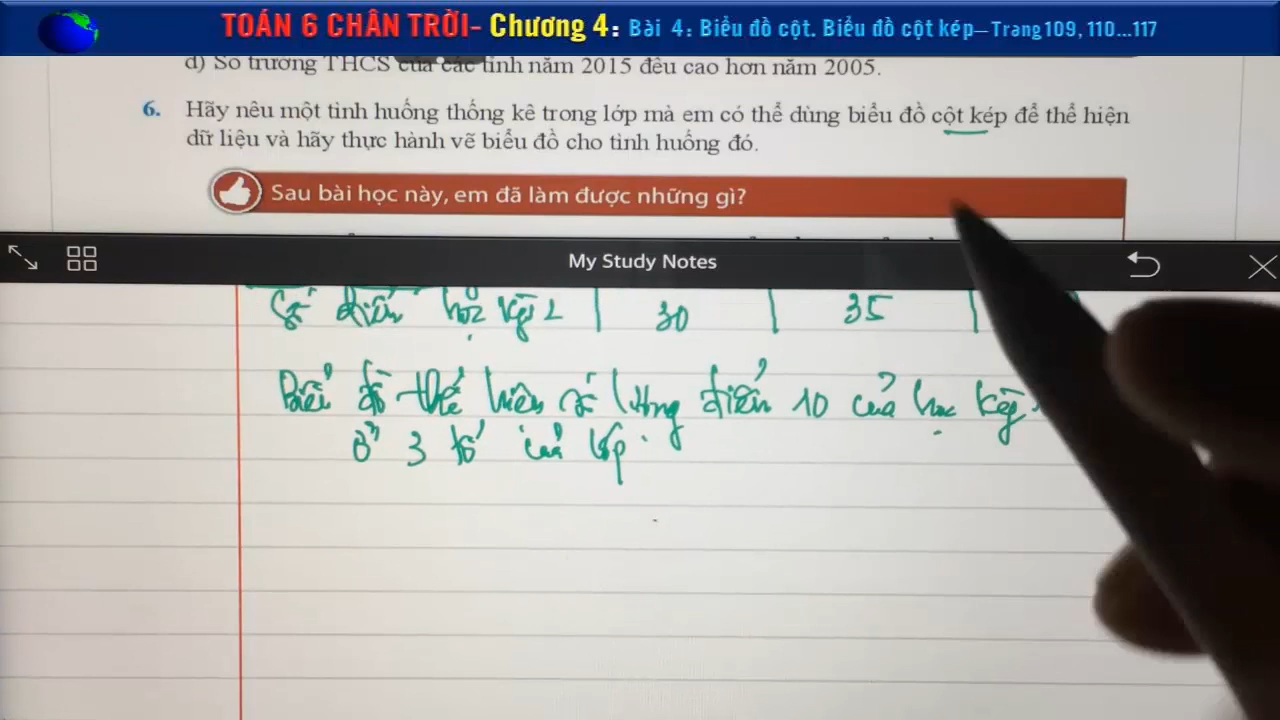 TOÁN 6 CHÂN TRỜI- Chương 4: Bài 4: Biểu đồ cột. Biểu đồ cột kép–Trang 109, 110...117
d) Số trường THCS của các tỉnh năm 2015 đều cao hơn năm 2005.
6. Hãy nêu một tình huống thống kê trong lớp mà em có thể dùng biểu đồ cột kép để thể hiện
dữ liệu và hãy thực hành vẽ biểu đồ cho tình huống đó.
Sau bài học này, em đã làm được những gì?
My Study Notes
Số điểm học kỳ 2 30 35
Biểu đồ thể hiện số lượng điểm 10 của học kỳ
ở 3 tổ của lớp.